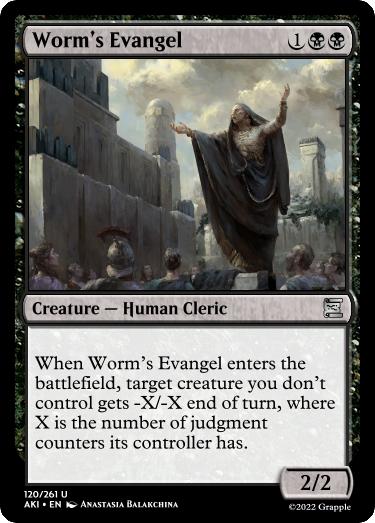 Worm's Evangel 1
Creature — Human Cleric
When Worm's Evangel enters the
battlefield, target creature you don't
control gets -X/-X end of turn, where
X is the number of judgment
counters its controller has.
2/2
120/261 U
AKI • EN Anastasia Balakchina
©2022 Grapple